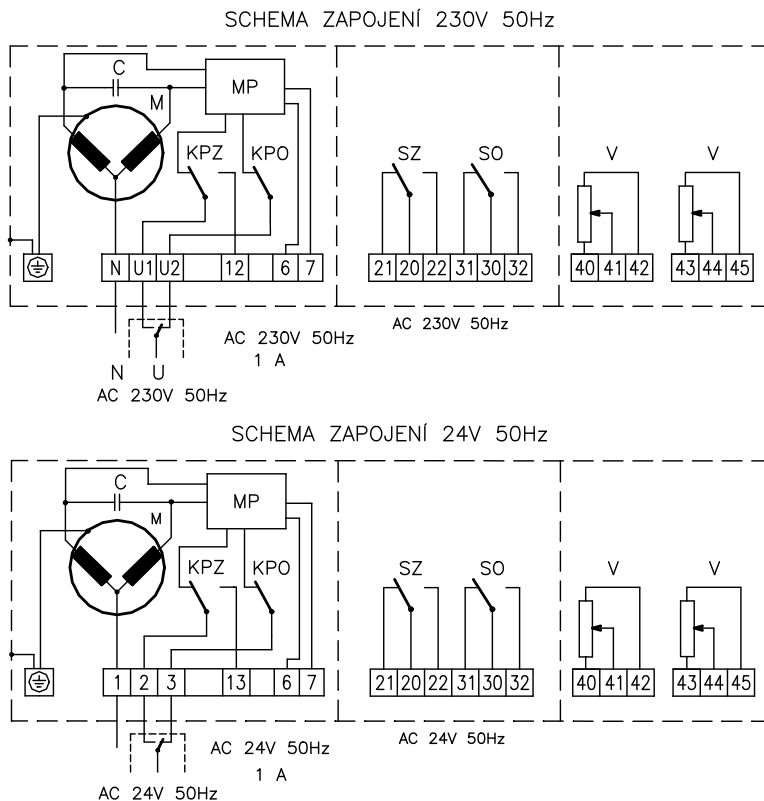 SCHEMA ZAPOJENÍ 230V 50Hz
C
M
MP
KPZ
KPO
SZ
SO
V
V
N U1 U2 12 6 7
21 20 22 31 30 32
40 41 42
43 44 45
AC 230V 50Hz
1 A
AC 230V 50Hz
N U
AC 230V 50Hz
SCHEMA ZAPOJENÍ 24V 50Hz
C
M
MP
KPZ
KPO
SZ
SO
V
V
1 2 3 13 6 7
21 20 22 31 30 32
40 41 42
43 44 45
AC 24V 50Hz
1 A
AC 24V 50Hz
AC 24V 50Hz